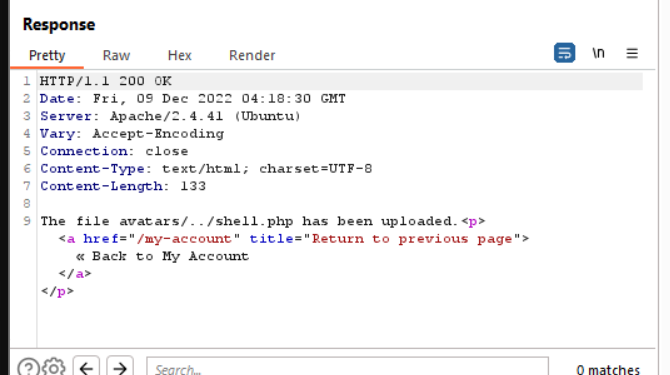 Response
Pretty Raw Hex Render \n
1 HTTP/1.1 200 OK
2 Date: Fri, 09 Dec 2022 04:18:30 GMT
3 Server: Apache/2.4.41 (Ubuntu)
4 Vary: Accept-Encoding
5 Connection: close
6 Content-Type: text/html; charset=UTF-8
7 Content-Length: 133
8
9 The file avatars/../shell.php has been uploaded.<p>
<a href="/my-account" title="Return to previous page">
« Back to My Account
</a>
</p>
Search... 0 matches